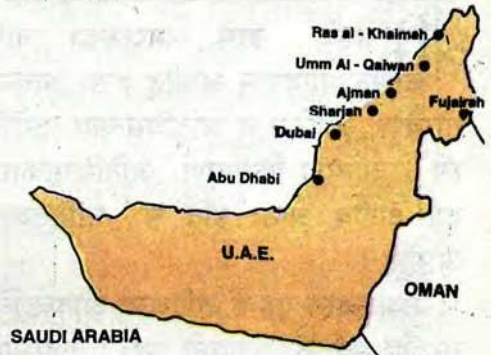 Ras al - Khaimah
Umm Al - Qaiwan
Ajman
Fujairah
Sharjah
Dubai
Abu Dhabi
U.A.E.
OMAN
SAUDI ARABIA